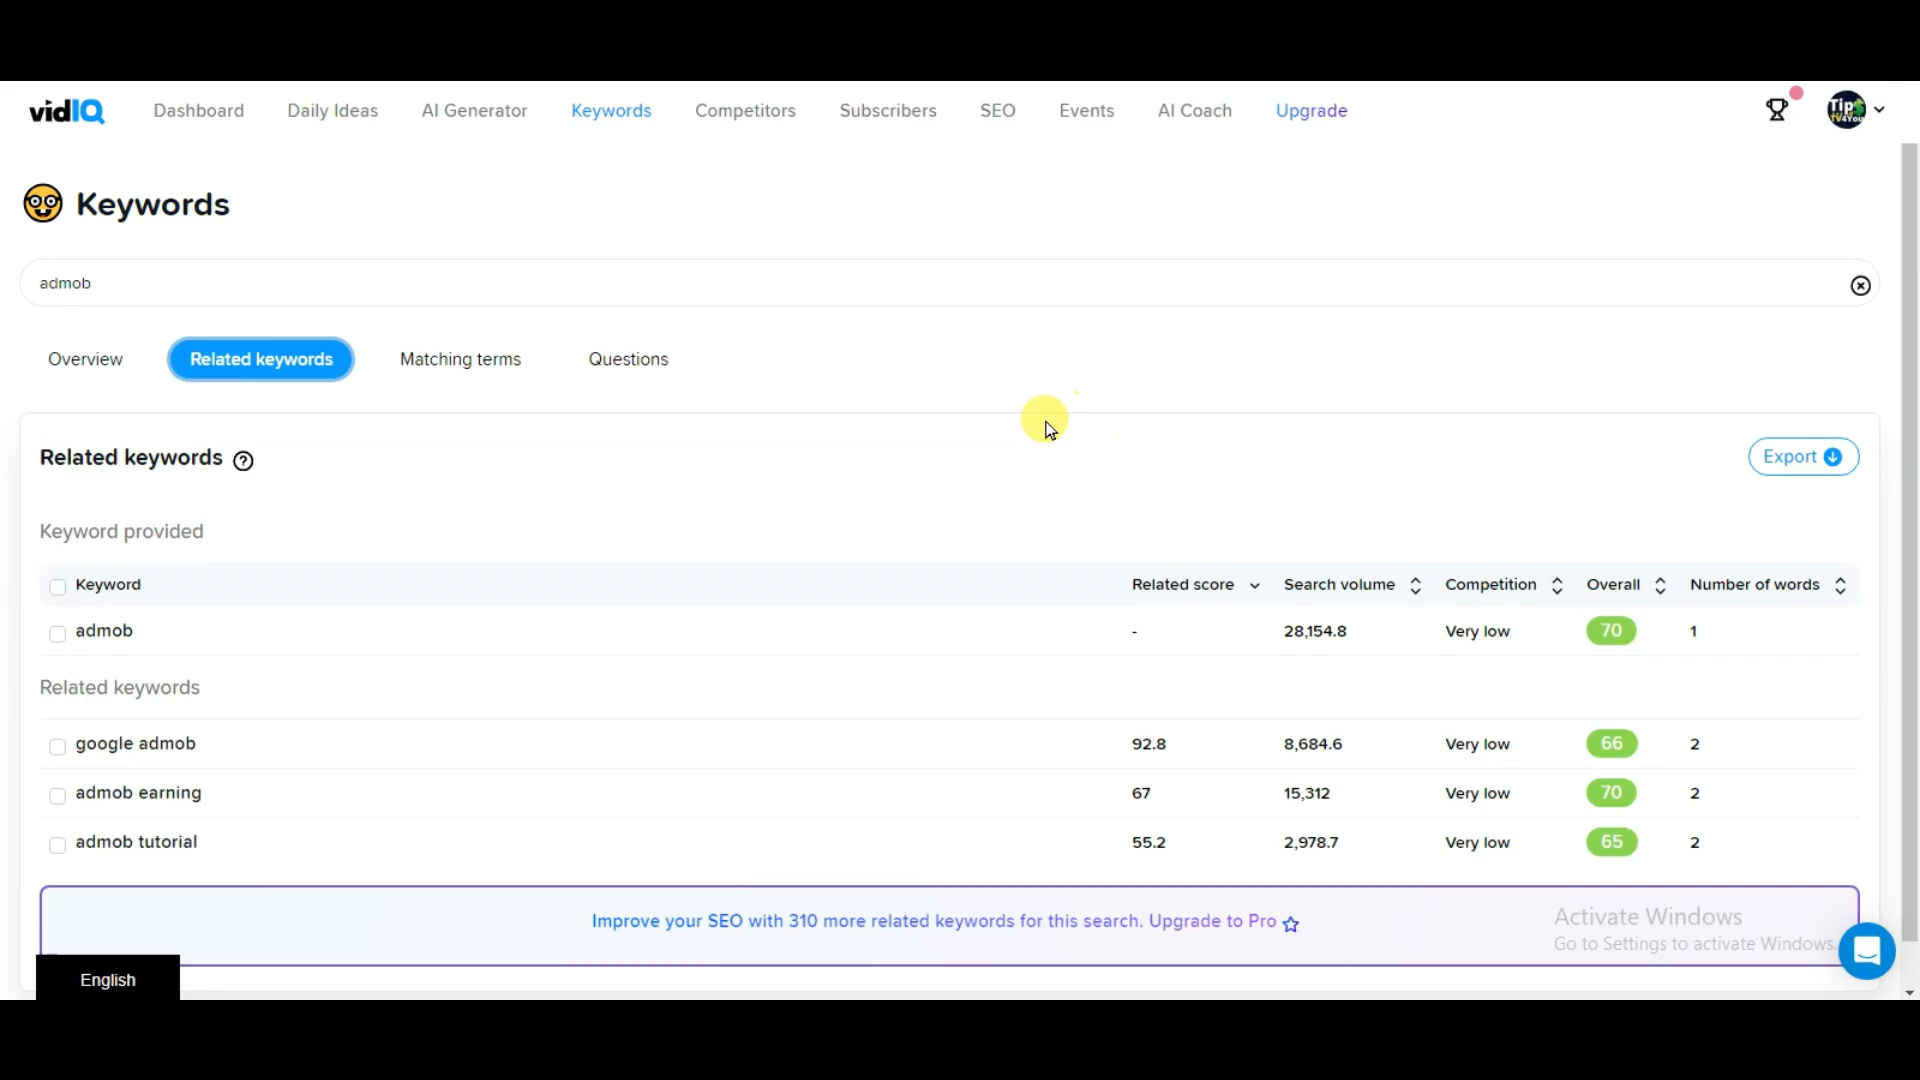 vidIQ Dashboard Daily Ideas AI Generator Keywords Competitors Subscribers SEO Events AI Coach Upgrade
Tips
TV4You
Keywords
admob
Overview Related keywords Matching terms Questions
Related keywords Export
Keyword provided
Keyword Related score Search volume Competition Overall Number of words
admob - 28,154.8 Very low 70 1
Related keywords
google admob 92.8 8,684.6 Very low 66 2
admob earning 67 15,312 Very low 70 2
admob tutorial 55.2 2,978.7 Very low 65 2
Improve your SEO with 310 more related keywords for this search. Upgrade to Pro
Activate Windows
Go to Settings to activate Windows.
English